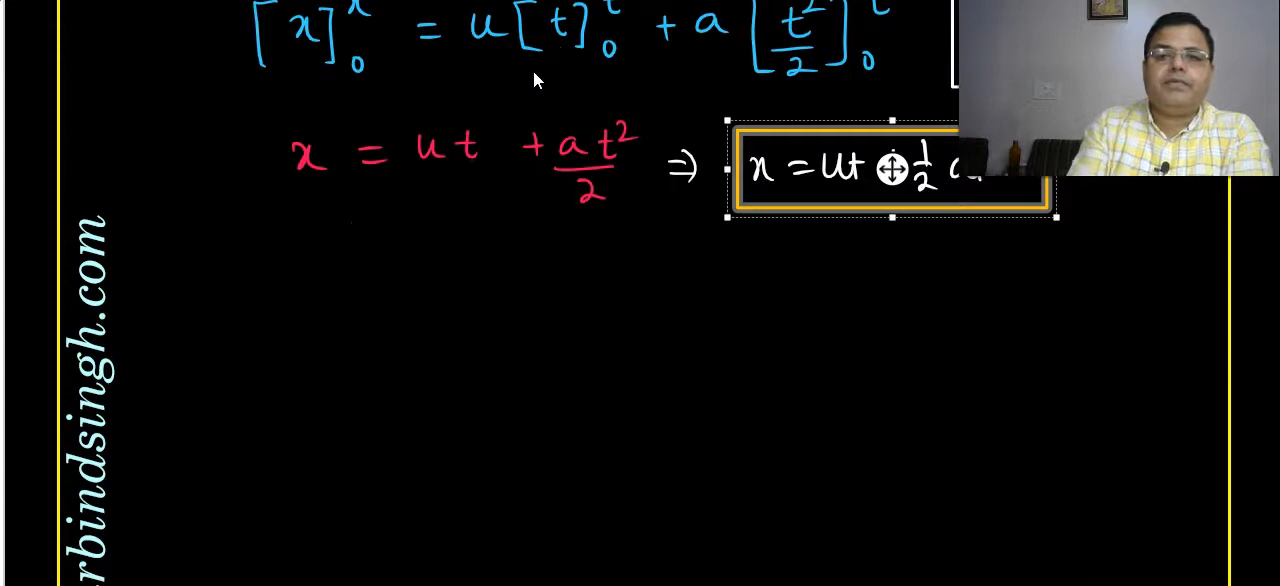 [x]₀ˣ = u[t]₀ᵗ + a[t²/2]₀ᵗ
x = ut + at²/2 ⇒ x = ut + 1/2 a
rbindsingh.com